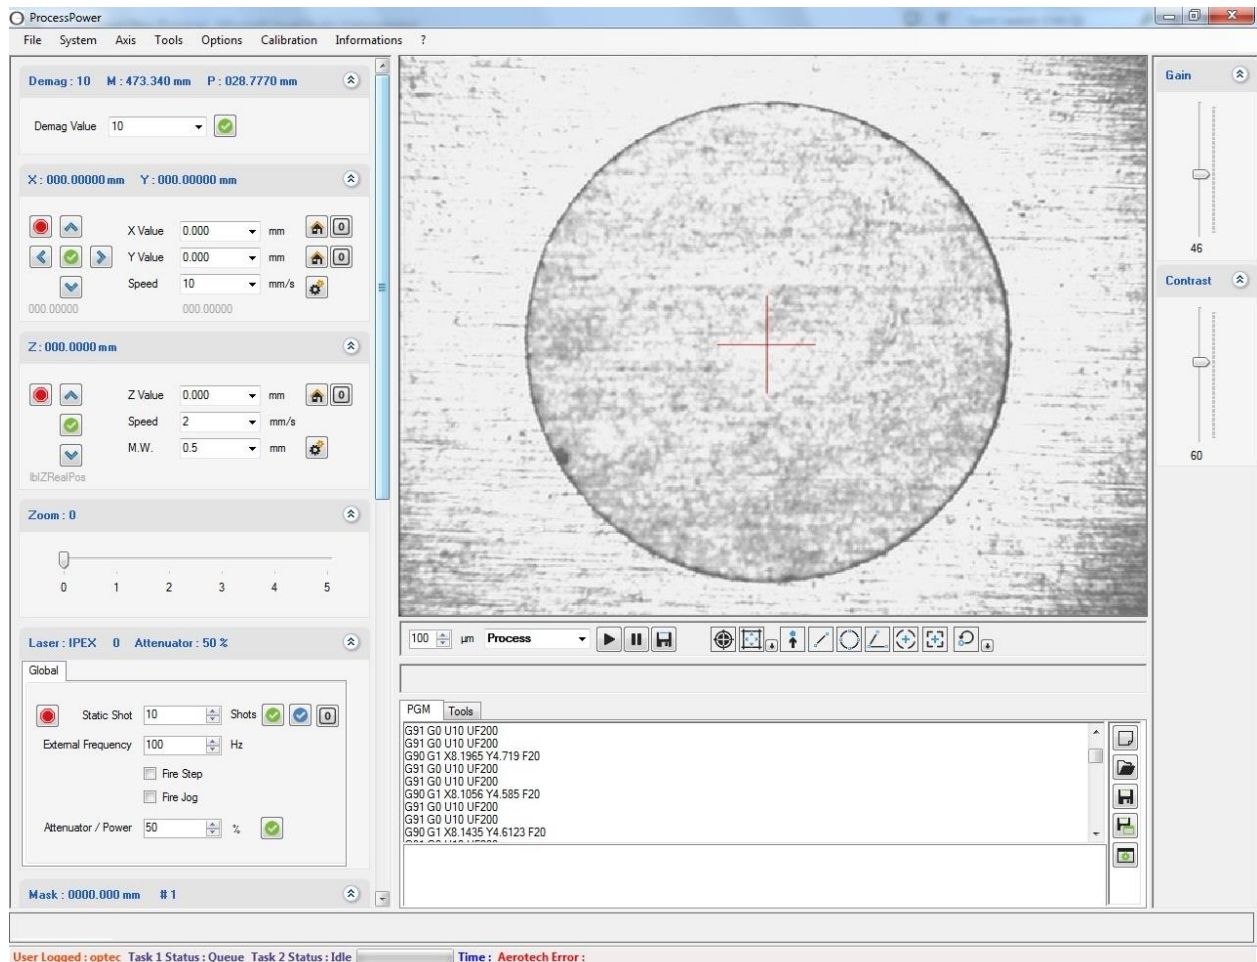 ProcessPower
File System Axis Tools Options Calibration Informations ?
Demag : 10 M : 473.340 mm P : 028.7770 mm
Demag Value 10
X : 000.00000 mm Y : 000.00000 mm
X Value 0.000 mm 0
Y Value 0.000 mm 0
Speed 10 mm/s
000.00000 000.00000
Z : 000.0000 mm
Z Value 0.000 mm 0
Speed 2 mm/s
M.W. 0.5 mm
lblZRealPos
Zoom : 0
0 1 2 3 4 5
Laser : IPEX 0 Attenuator : 50 %
Global
Static Shot 10 Shots 0
External Frequency 100 Hz
Fire Step
Fire Jog
Attenuator / Power 50 %
Mask : 0000.000 mm # 1
100 µm Process
PGM Tools
G91 G0 U10 UF200
G91 G0 U10 UF200
G90 G1 X8.1965 Y4.719 F20
G91 G0 U10 UF200
G91 G0 U10 UF200
G90 G1 X8.1056 Y4.585 F20
G91 G0 U10 UF200
G91 G0 U10 UF200
G90 G1 X8.1435 Y4.6123 F20
Gain
46
Contrast
60
User Logged : optec Task 1 Status : Queue Task 2 Status : Idle Time : Aerotech Error :